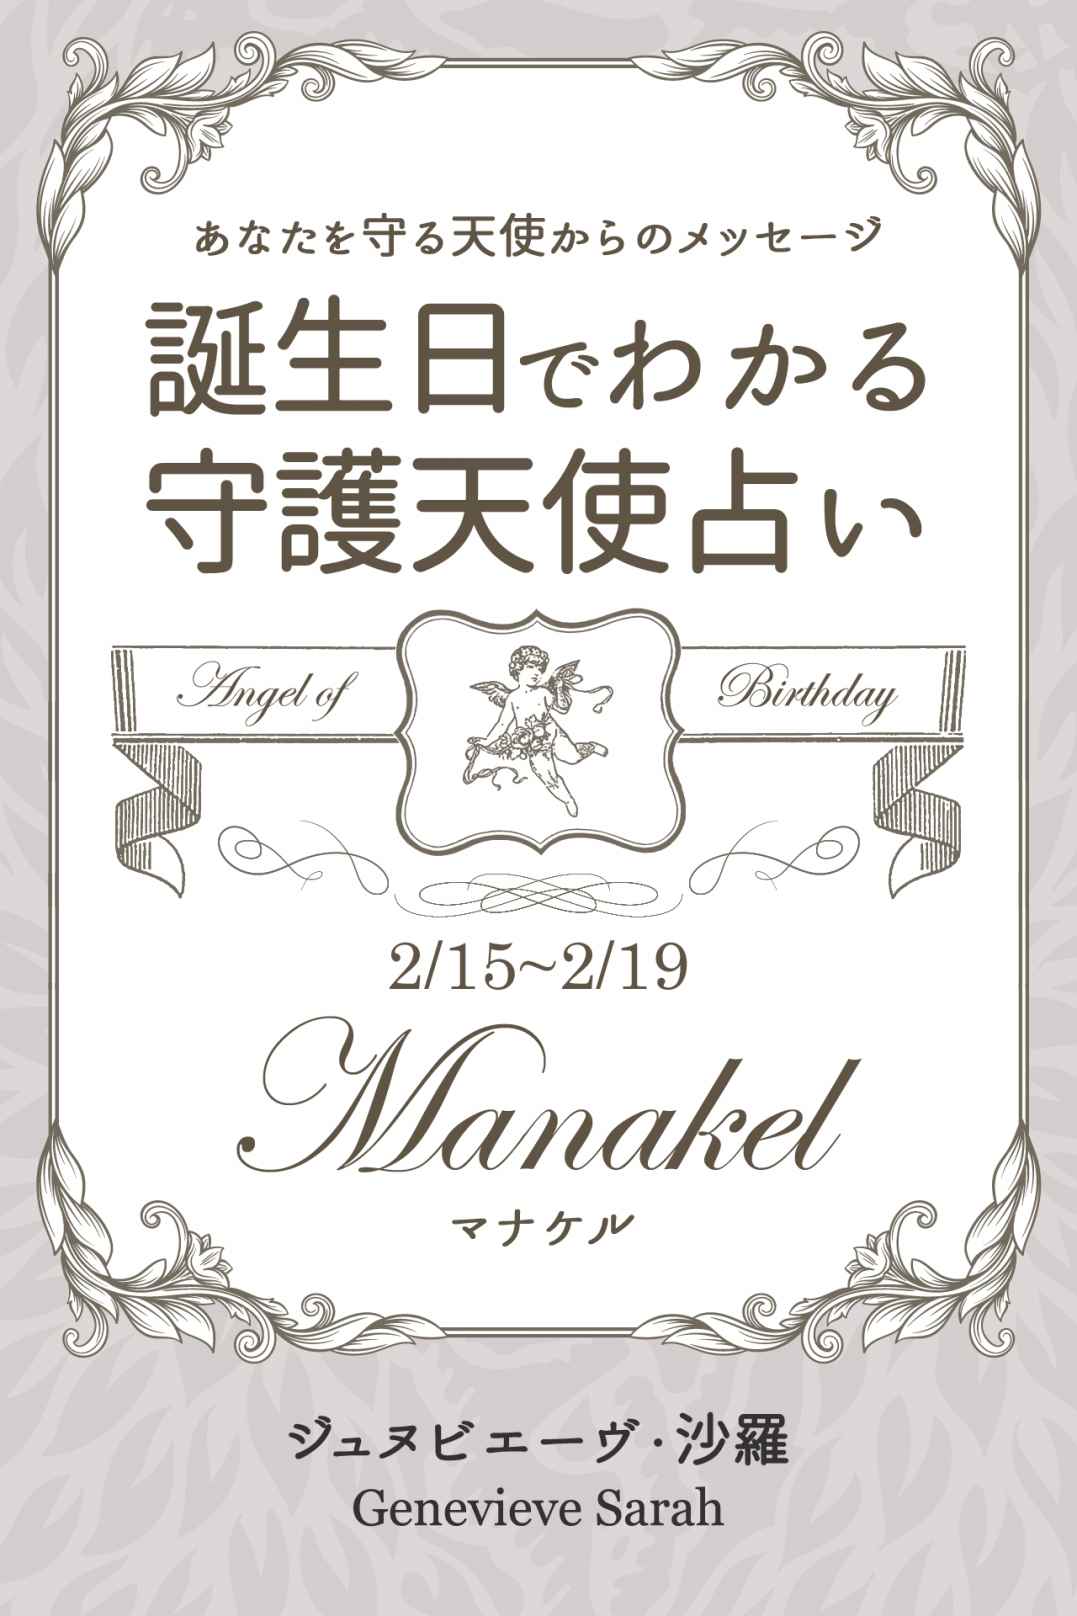 あなたを守る天使からのメッセージ
誕生日でわかる
守護天使占い
Angel of Birthday
2/15~2/19
Manakel
マナケル
ジュヌビエーヴ・沙羅
Genevieve Sarah